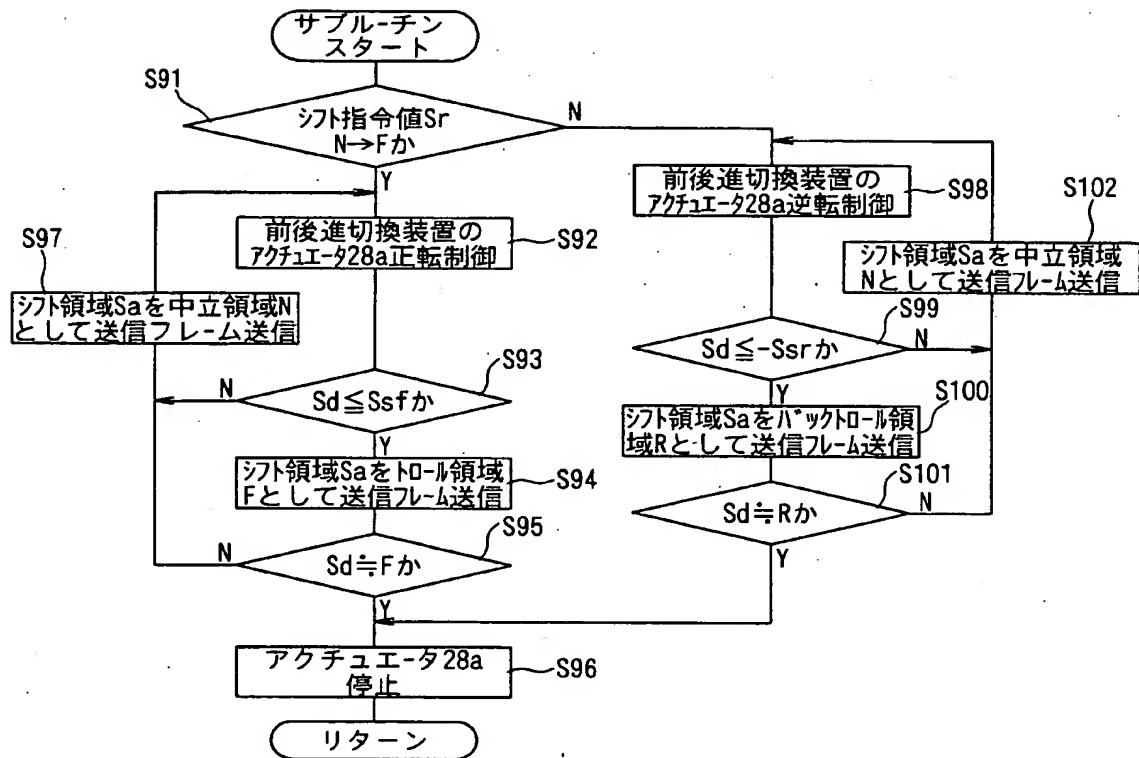 サブル-チン
スタート
S91
シフト指令値Sr
N→Fか
N
Y
前後進切換装置の
アクチュエータ28a正転制御
S92
S97
シフト領域Saを中立領域N
として送信フレーム送信
Sd≦Ssfか
S93
N
Y
シフト領域Saをトロール領域
Fとして送信フレーム送信
S94
Sd≒Fか
S95
N
Y
前後進切換装置の
アクチュエータ28a逆転制御
S98
S102
シフト領域Saを中立領域
Nとして送信フレーム送信
S99
Sd≦-Ssrか
N
Y
S100
シフト領域Saをバックトロール領
域Rとして送信フレーム送信
S101
Sd≒Rか
N
Y
アクチュエータ28a
停止
S96
リターン